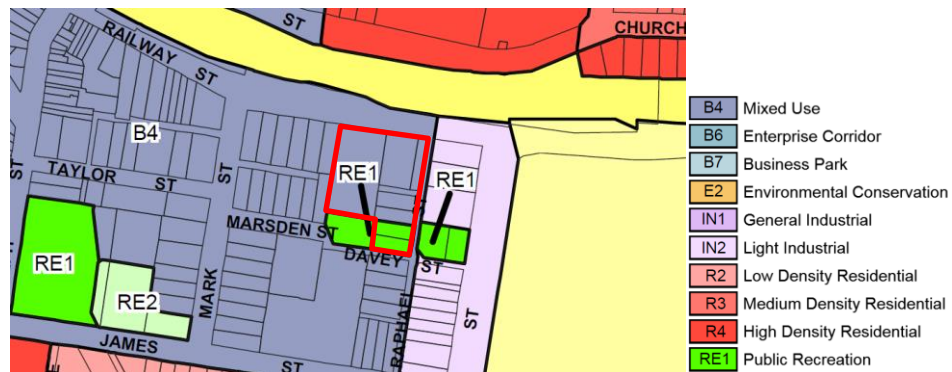 ST
CHURCH
RAILWAY ST
B4
RE1
RE1
ST
TAYLOR ST
ST
ST
MARSDEN ST
DAVEY ST
RE1
RE2
MARK
RAPHAEL
ST
JAMES ST
B4 Mixed Use
B6 Enterprise Corridor
B7 Business Park
E2 Environmental Conservation
IN1 General Industrial
IN2 Light Industrial
R2 Low Density Residential
R3 Medium Density Residential
R4 High Density Residential
RE1 Public Recreation